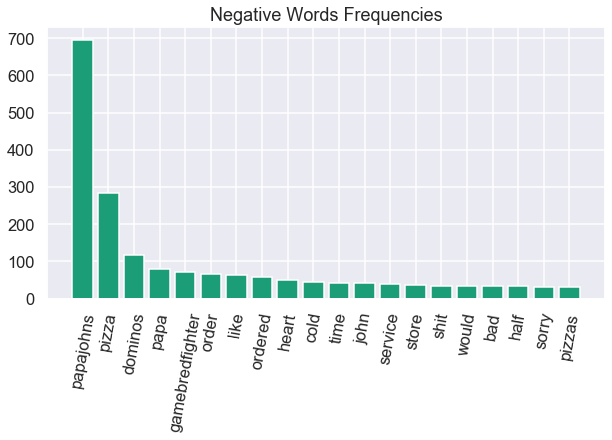 Negative Words Frequencies
700
600
500
400
300
200
100
0
papajohns
pizza
dominos
papa
gamebredfighter
order
like
ordered
heart
cold
time
john
service
store
shit
would
bad
half
sorry
pizzas